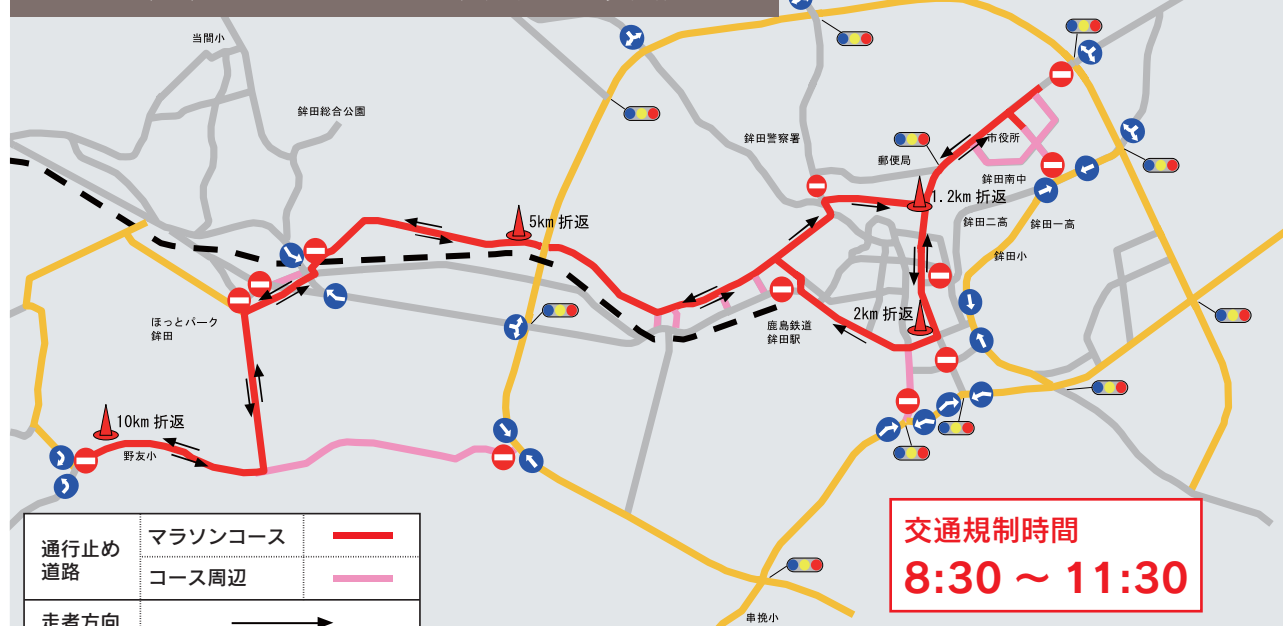 当間小
鉾田総合公園
鉾田警察署
郵便局
市役所
鉾田南中
1.2km 折返
5km 折返
鉾田二高
鉾田一高
鉾田小
2km 折返
ほっとパーク
鉾田
鹿島鉄道
鉾田駅
10km 折返
野友小
交通規制時間
8:30 ～ 11:30
通行止め
道路
マラソンコース
コース周辺
走者方向
串挽小